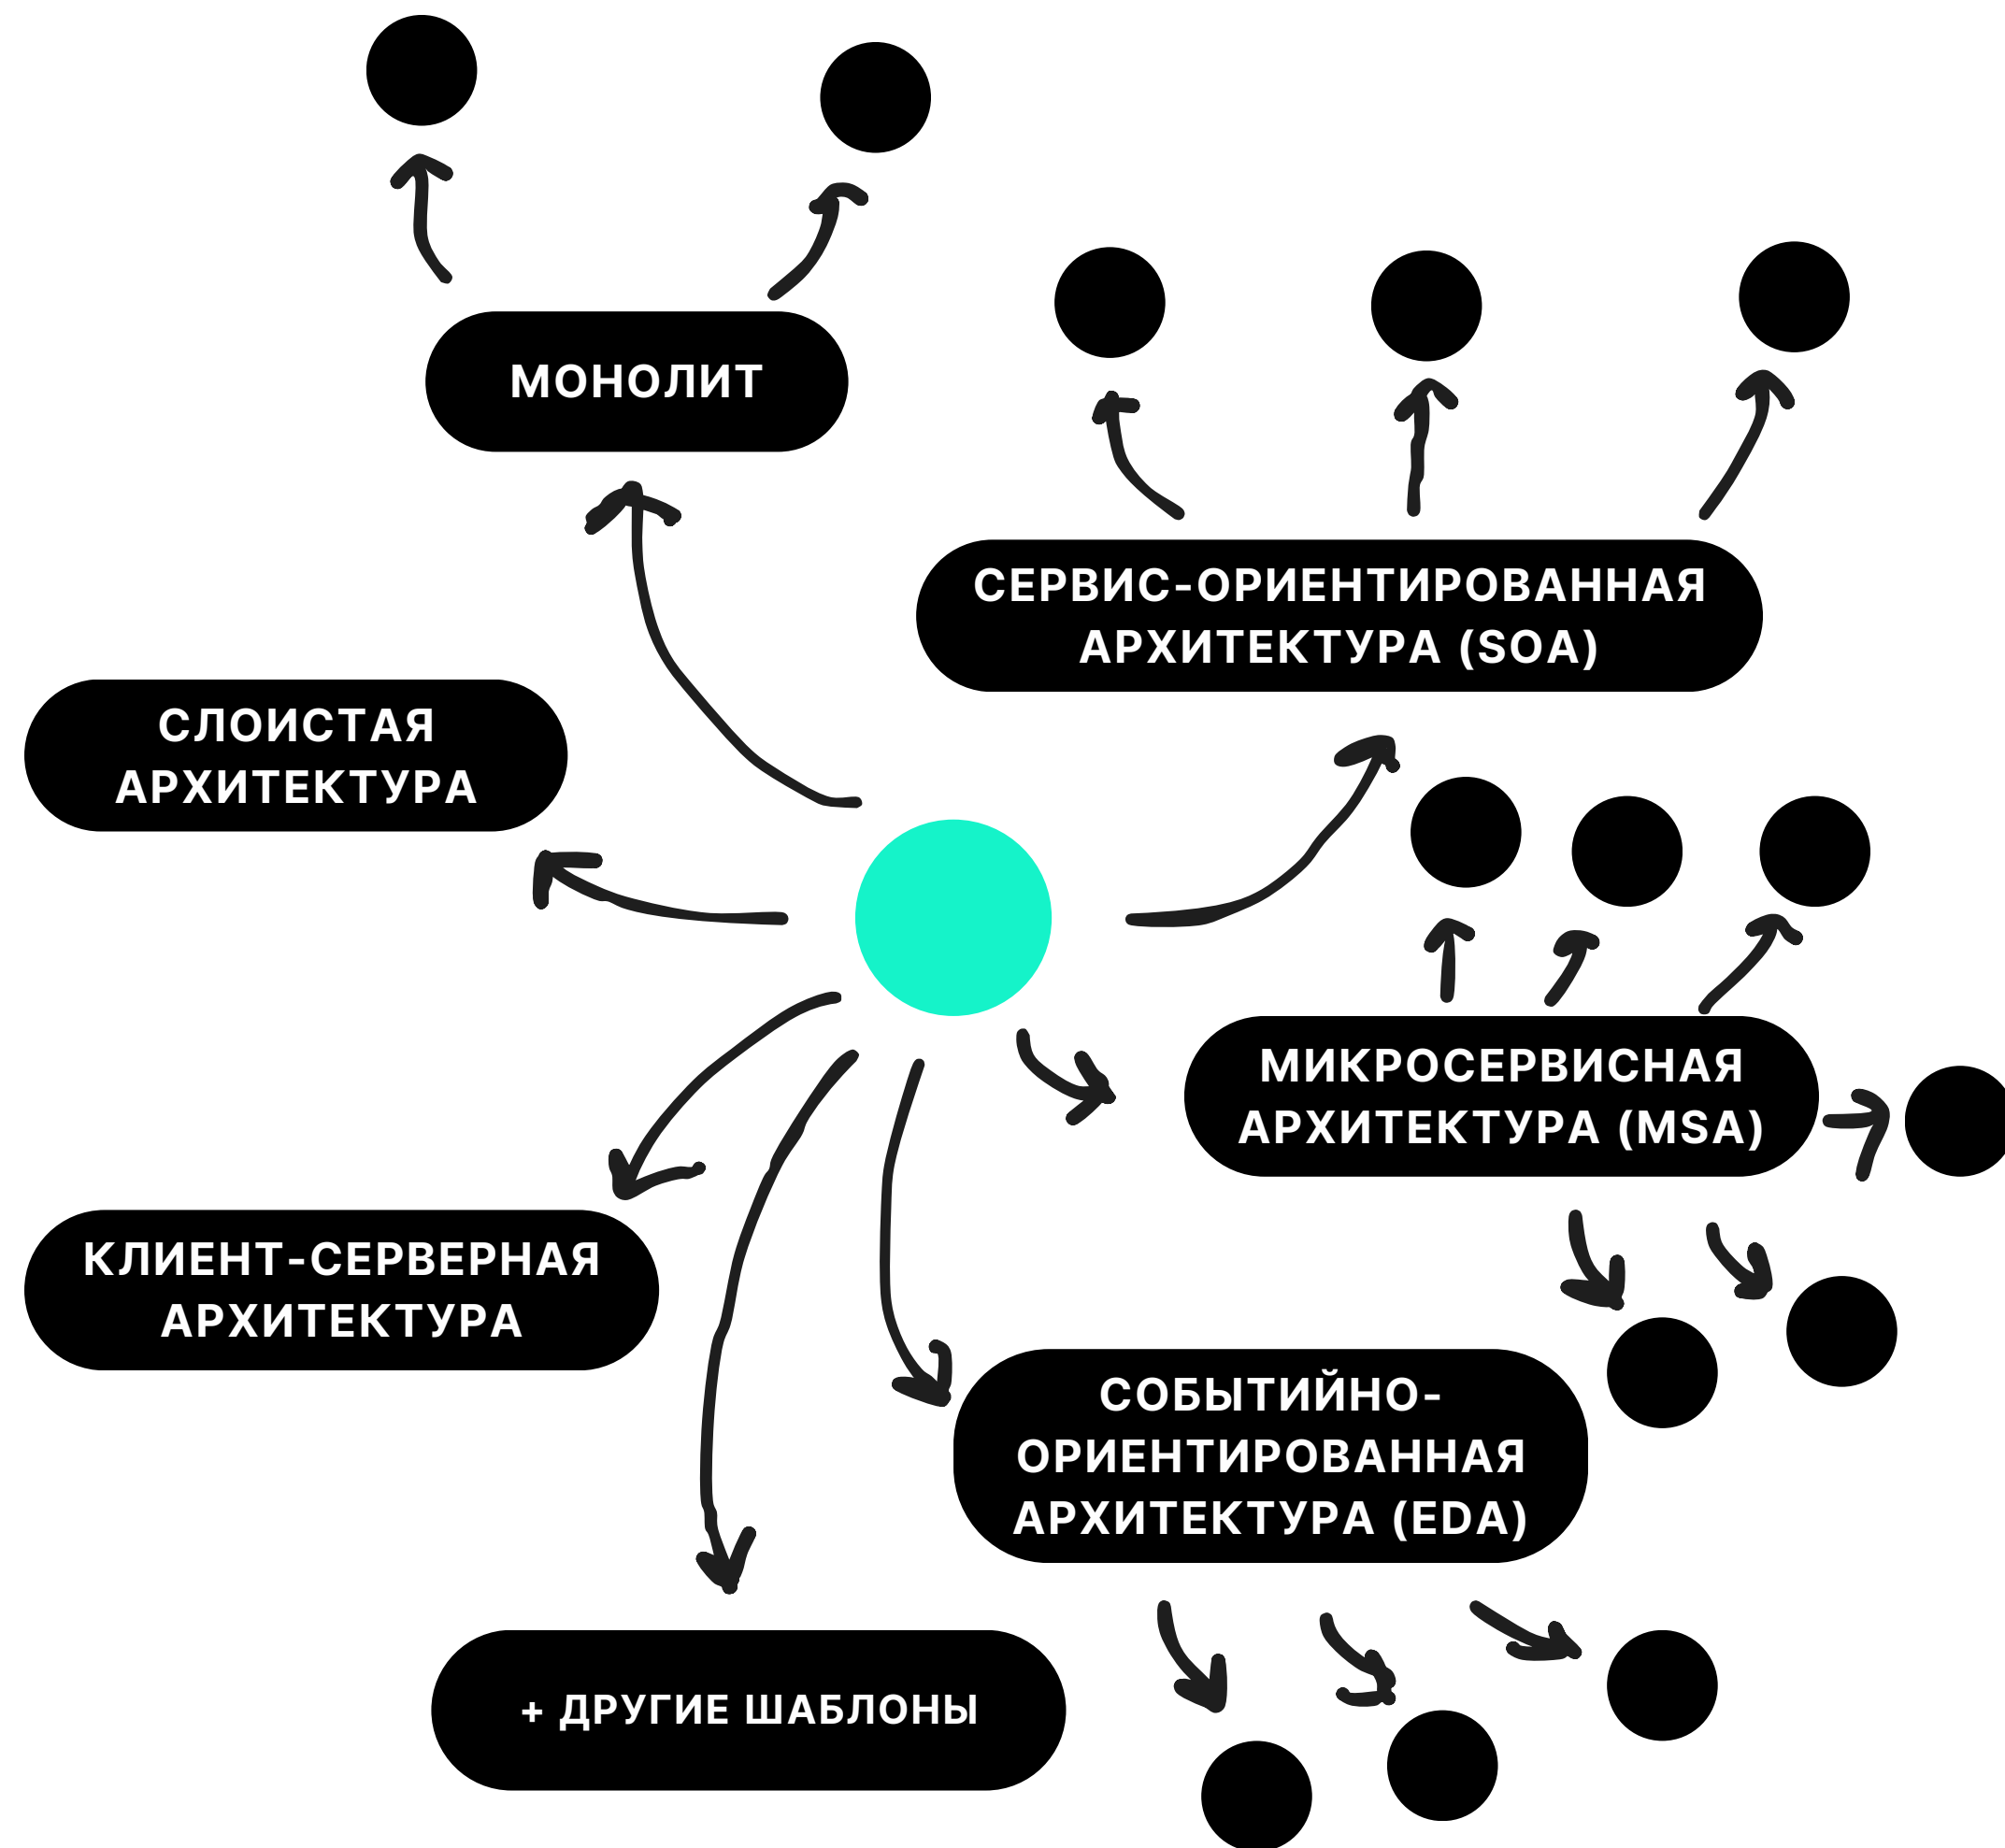 МОНОЛИТ
СЕРВИС-ОРИЕНТИРОВАННАЯ
АРХИТЕКТУРА (SOA)
СЛОИСТАЯ
АРХИТЕКТУРА
МИКРОСЕРВИСНАЯ
АРХИТЕКТУРА (MSA)
КЛИЕНТ-СЕРВЕРНАЯ
АРХИТЕКТУРА
СОБЫТИЙНО-
ОРИЕНТИРОВАННАЯ
АРХИТЕКТУРА (EDA)
+ ДРУГИЕ ШАБЛОНЫ